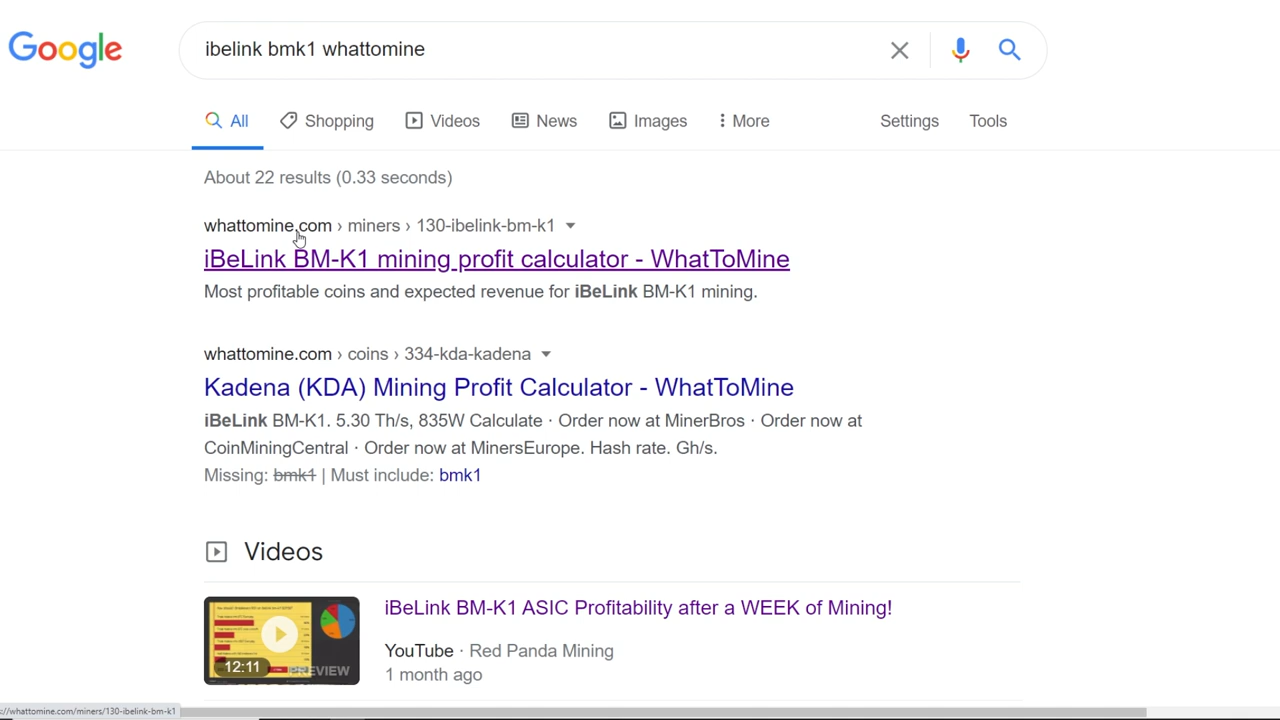 Google
ibelink bmk1 whattomine
All
Shopping
Videos
News
Images
More
Settings
Tools
About 22 results (0.33 seconds)
whattomine.com › miners › 130-ibelink-bm-k1
iBeLink BM-K1 mining profit calculator - WhatToMine
Most profitable coins and expected revenue for iBeLink BM-K1 mining.
whattomine.com › coins › 334-kda-kadena
Kadena (KDA) Mining Profit Calculator - WhatToMine
iBeLink BM-K1. 5.30 Th/s, 835W Calculate · Order now at MinerBros · Order now at
CoinMiningCentral · Order now at MinersEurope. Hash rate. Gh/s.
Missing: bmk1 | Must include: bmk1
Videos
iBeLink BM-K1 ASIC Profitability after a WEEK of Mining!
YouTube · Red Panda Mining
12:11
PREVIEW
1 month ago
://whattomine.com/miners/130-ibelink-bm-k1